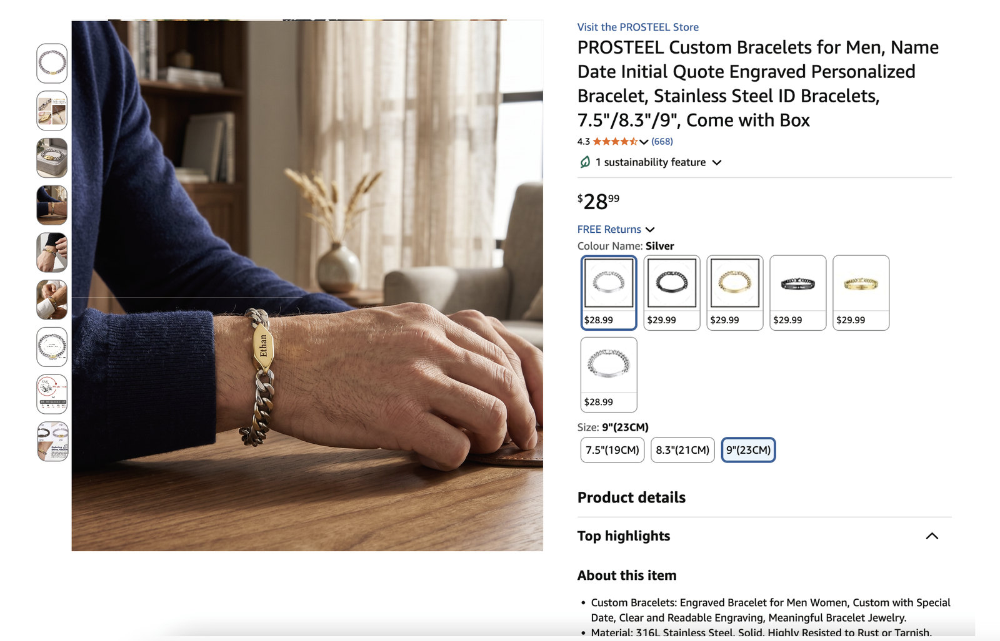 Visit the PROSTEEL Store
PROSTEEL Custom Bracelets for Men, Name
Date Initial Quote Engraved Personalized
Bracelet, Stainless Steel ID Bracelets,
7.5"/8.3"/9", Come with Box
4.3 (668)
1 sustainability feature
$28.99
FREE Returns
Colour Name: Silver
$28.99 $29.99 $29.99 $29.99 $29.99
$28.99
Size: 9"(23CM)
7.5"(19CM) 8.3"(21CM) 9"(23CM)
Product details
Top highlights
About this item
• Custom Bracelets: Engraved Bracelet for Men Women, Custom with Special
Date, Clear and Readable Engraving, Meaningful Bracelet Jewelry.
• Material: 316L Stainless Steel, Solid, Highly Resisted to Rust or Tarnish,
Ethan